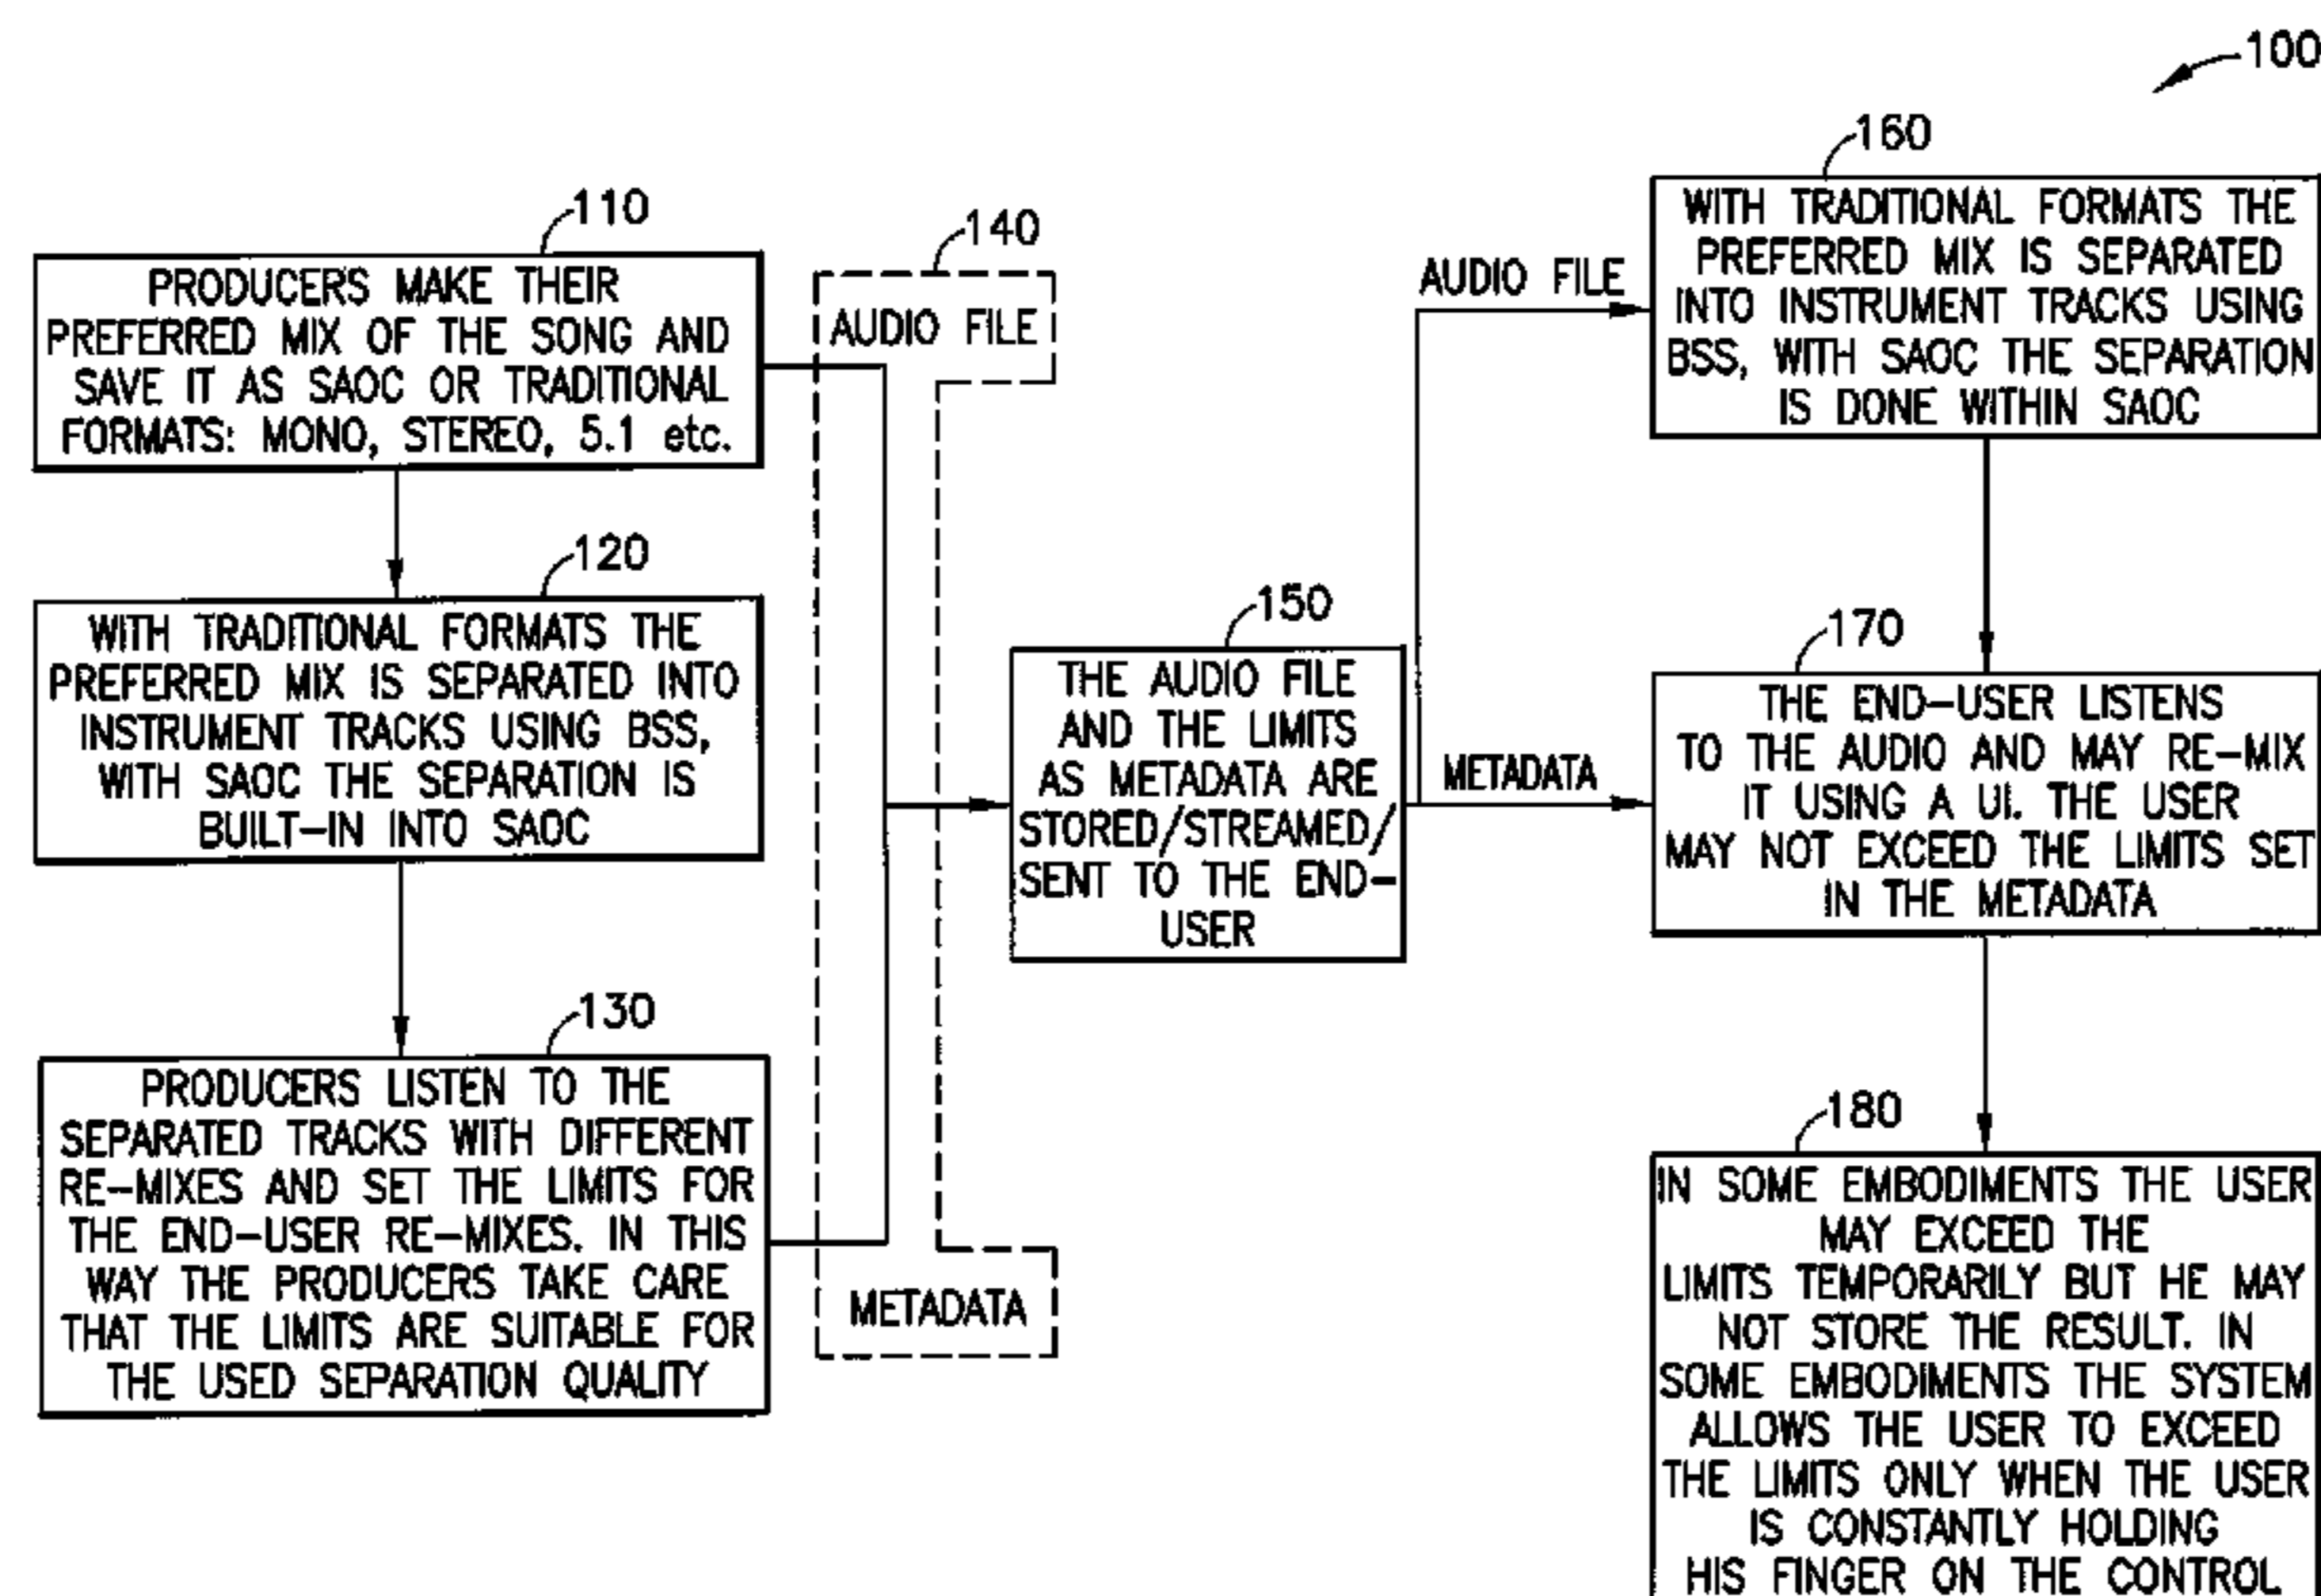 100
110
PRODUCERS MAKE THEIR
PREFERRED MIX OF THE SONG AND
SAVE IT AS SAOC OR TRADITIONAL
FORMATS: MONO, STEREO, 5.1 etc.
120
WITH TRADITIONAL FORMATS THE
PREFERRED MIX IS SEPARATED INTO
INSTRUMENT TRACKS USING BSS,
WITH SAOC THE SEPARATION IS
BUILT-IN INTO SAOC
130
PRODUCERS LISTEN TO THE
SEPARATED TRACKS WITH DIFFERENT
RE-MIXES AND SET THE LIMITS FOR
THE END-USER RE-MIXES. IN THIS
WAY THE PRODUCERS TAKE CARE
THAT THE LIMITS ARE SUITABLE FOR
THE USED SEPARATION QUALITY
140
AUDIO FILE
METADATA
150
THE AUDIO FILE
AND THE LIMITS
AS METADATA ARE
STORED/STREAMED/
SENT TO THE END-
USER
AUDIO FILE
METADATA
160
WITH TRADITIONAL FORMATS THE
PREFERRED MIX IS SEPARATED
INTO INSTRUMENT TRACKS USING
BSS, WITH SAOC THE SEPARATION
IS DONE WITHIN SAOC
170
THE END-USER LISTENS
TO THE AUDIO AND MAY RE-MIX
IT USING A UI. THE USER
MAY NOT EXCEED THE LIMITS SET
IN THE METADATA
180
IN SOME EMBODIMENTS THE USER
MAY EXCEED THE
LIMITS TEMPORARILY BUT HE MAY
NOT STORE THE RESULT. IN
SOME EMBODIMENTS THE SYSTEM
ALLOWS THE USER TO EXCEED
THE LIMITS ONLY WHEN THE USER
IS CONSTANTLY HOLDING
HIS FINGER ON THE CONTROL